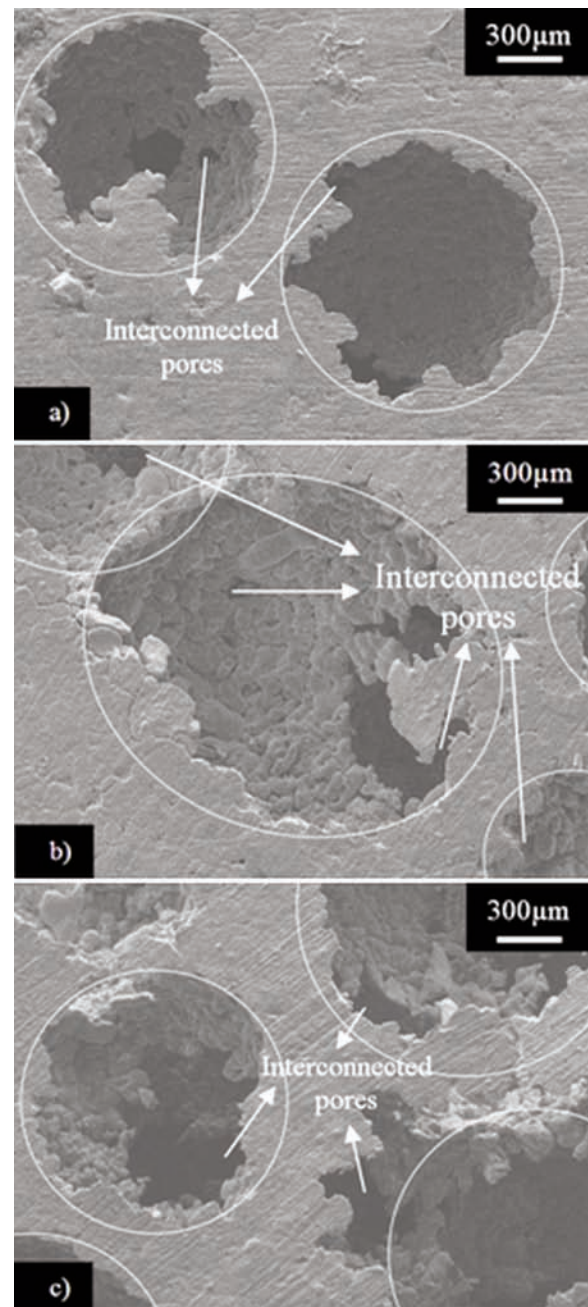 300µm
Interconnected
pores
a)
300µm
Interconnected
pores
b)
300µm
Interconnected
pores
c)